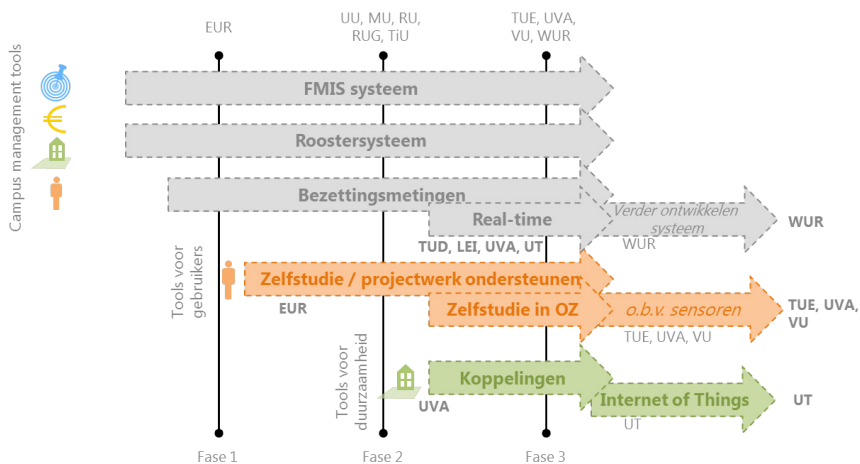 EUR
UU, MU, RU,
RUG, TiU
TUE, UVA,
VU, WUR
Campus management tools
FMIS systeem
Roostersysteem
Bezettingsmetingen
Real-time
Verder ontwikkelen
systeem
WUR
TUD, LEI, UVA, UT
WUR
Tools voor
gebruikers
Zelfstudie / projectwerk ondersteunen
EUR
Zelfstudie in OZ
o.b.v. sensoren
TUE, UVA,
VU
TUE, UVA, VU
Tools voor
duurzaamheid
Koppelingen
UVA
Internet of Things
UT
UT
Fase 1
Fase 2
Fase 3